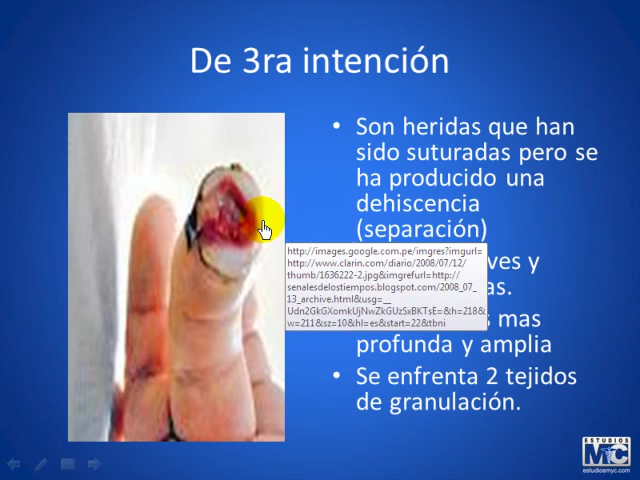 De 3ra intención
• Son heridas que han
sido suturadas pero se
ha producido una
dehiscencia
(separación)
http://images.google.com.pe/imgres?imgurl=
http://www.clarin.com/diario/2008/07/12/
thumb/1636222-2.jpg&imgrefurl=http://
senalesdelostiempos.blogspot.com/2008_07_
13_archive.html&usg=__
Udn2GkGXomkUjNwZkGUzSxBKTsE=&h=218&
w=211&sz=10&hl=es&start=22&tbni
ves y
as.
s mas
profunda y amplia
• Se enfrenta 2 tejidos
de granulación.
ESTUDIOS
MyC
estudiosmyc.com